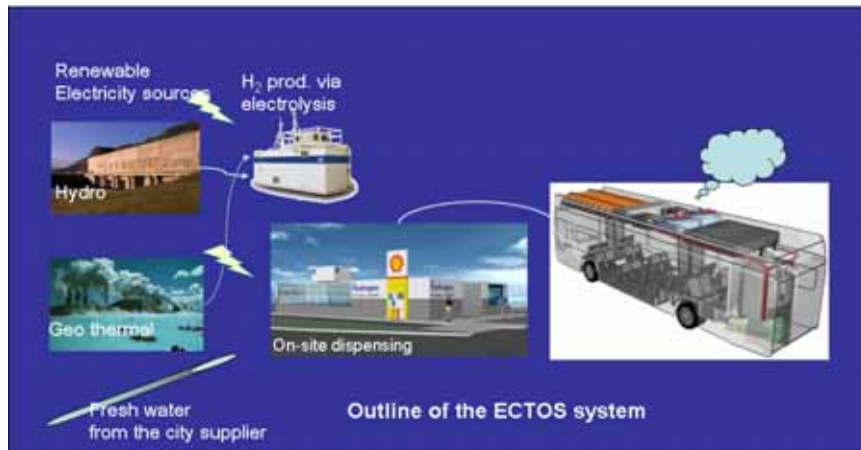 Renewable
Electricity sources
H₂ prod. via
electrolysis
Hydro
Geo thermal
On-site dispensing
Fresh water
from the city supplier
Outline of the ECTOS system